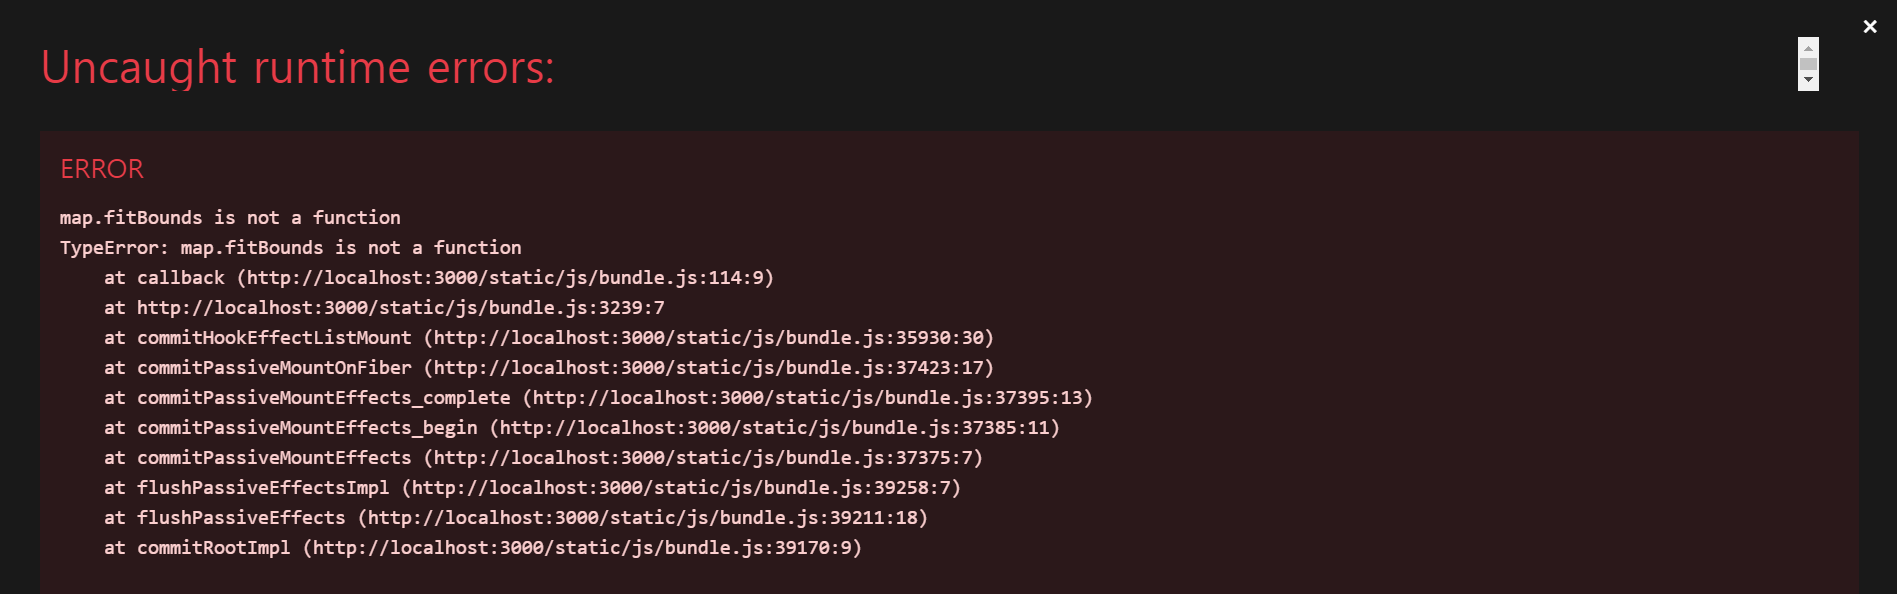 ×
Uncaught runtime errors:
ERROR
map.fitBounds is not a function
TypeError: map.fitBounds is not a function
    at callback (http://localhost:3000/static/js/bundle.js:114:9)
    at http://localhost:3000/static/js/bundle.js:3239:7
    at commitHookEffectListMount (http://localhost:3000/static/js/bundle.js:35930:30)
    at commitPassiveMountOnFiber (http://localhost:3000/static/js/bundle.js:37423:17)
    at commitPassiveMountEffects_complete (http://localhost:3000/static/js/bundle.js:37395:13)
    at commitPassiveMountEffects_begin (http://localhost:3000/static/js/bundle.js:37385:11)
    at commitPassiveMountEffects (http://localhost:3000/static/js/bundle.js:37375:7)
    at flushPassiveEffectsImpl (http://localhost:3000/static/js/bundle.js:39258:7)
    at flushPassiveEffects (http://localhost:3000/static/js/bundle.js:39211:18)
    at commitRootImpl (http://localhost:3000/static/js/bundle.js:39170:9)